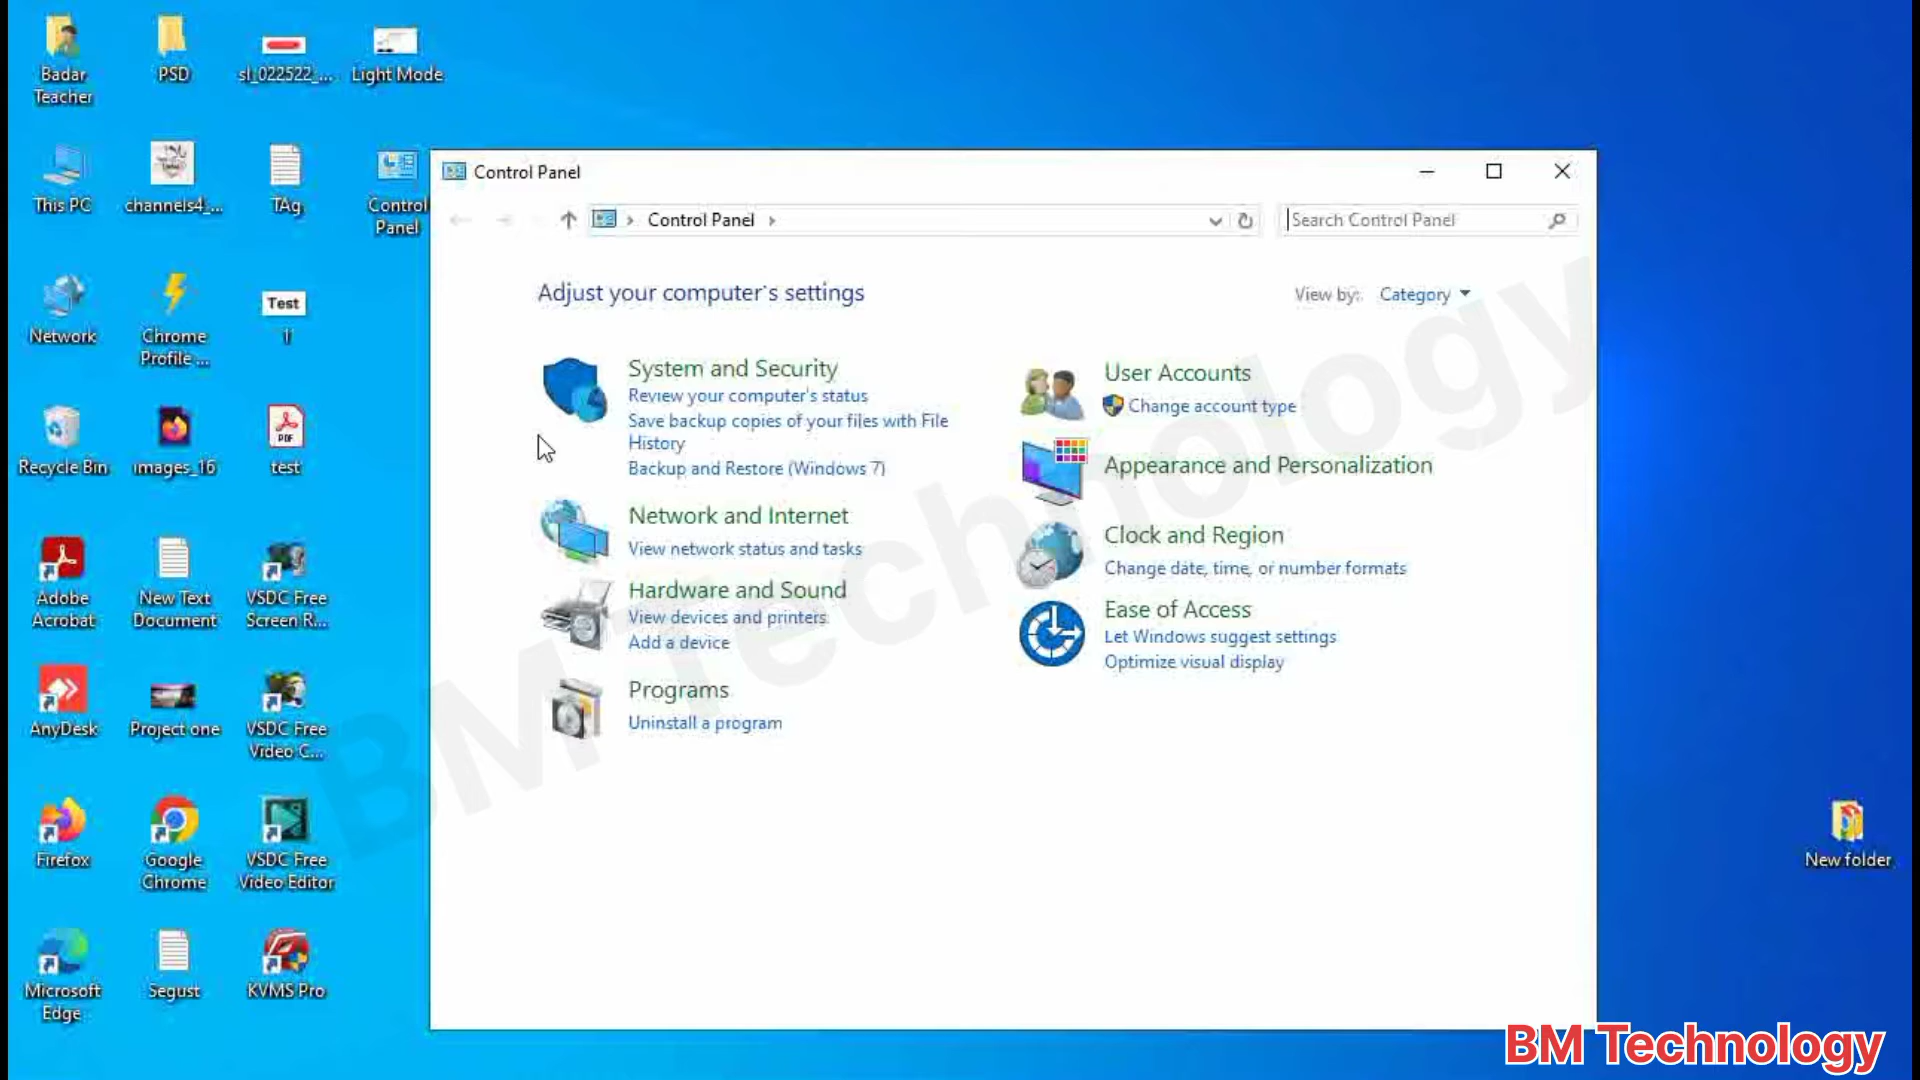 Badar
Teacher
PSD
sl_022522_...
Light Mode
This PC
channels4_...
TAg
Control
Panel
Network
Chrome
Profile ...
Test
1
Recycle Bin
images_16
PDF
test
Adobe
Acrobat
New Text
Document
VSDC Free
Screen R...
AnyDesk
Project one
VSDC Free
Video C...
Firefox
Google
Chrome
VSDC Free
Video Editor
Microsoft
Edge
Segust
KVMS Pro
Control Panel
Control Panel
Search Control Panel
Adjust your computer's settings
View by: Category
System and Security
Review your computer's status
Save backup copies of your files with File
History
Backup and Restore (Windows 7)
Network and Internet
View network status and tasks
Hardware and Sound
View devices and printers
Add a device
Programs
Uninstall a program
User Accounts
Change account type
Appearance and Personalization
Clock and Region
Change date, time, or number formats
Ease of Access
Let Windows suggest settings
Optimize visual display
BM Technology
New folder
BM Technology